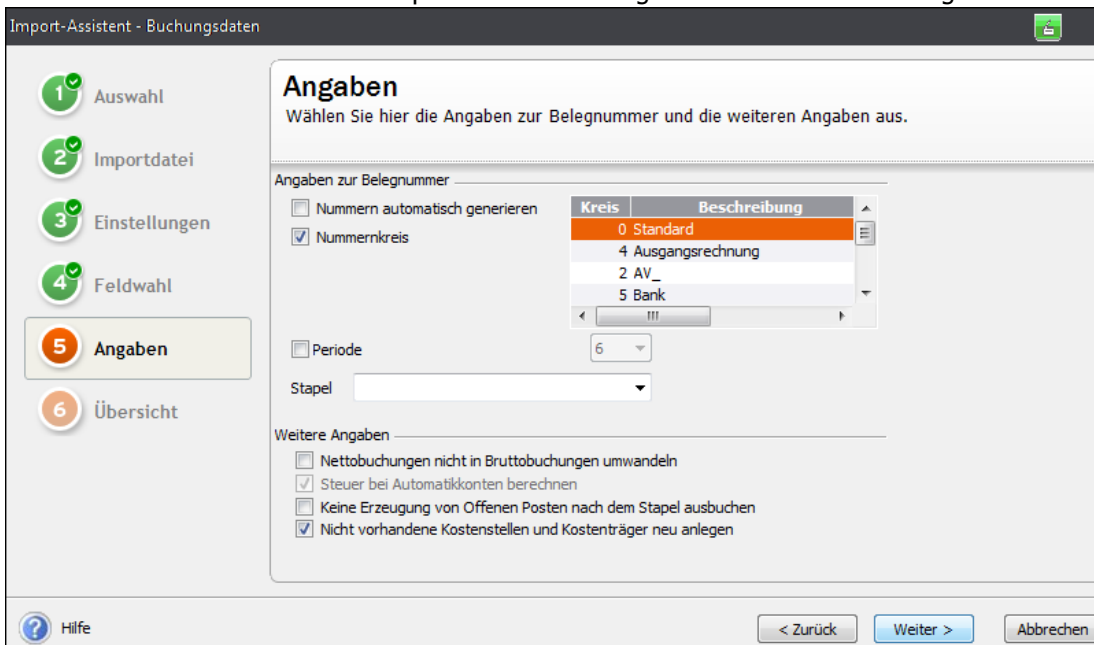 Import-Assistent - Buchungsdaten
1 Auswahl
2 Importdatei
3 Einstellungen
4 Feldwahl
5 Angaben
6 Übersicht
Angaben
Wählen Sie hier die Angaben zur Belegnummer und die weiteren Angaben aus.
Angaben zur Belegnummer
Nummern automatisch generieren
Nummernkreis
Kreis Beschreibung
0 Standard
4 Ausgangsrechnung
2 AV_
5 Bank
Periode 6
Stapel
Weitere Angaben
Nettobuchungen nicht in Bruttobuchungen umwandeln
Steuer bei Automatikkonten berechnen
Keine Erzeugung von Offenen Posten nach dem Stapel ausbuchen
Nicht vorhandene Kostenstellen und Kostenträger neu anlegen
? Hilfe
< Zurück Weiter > Abbrechen